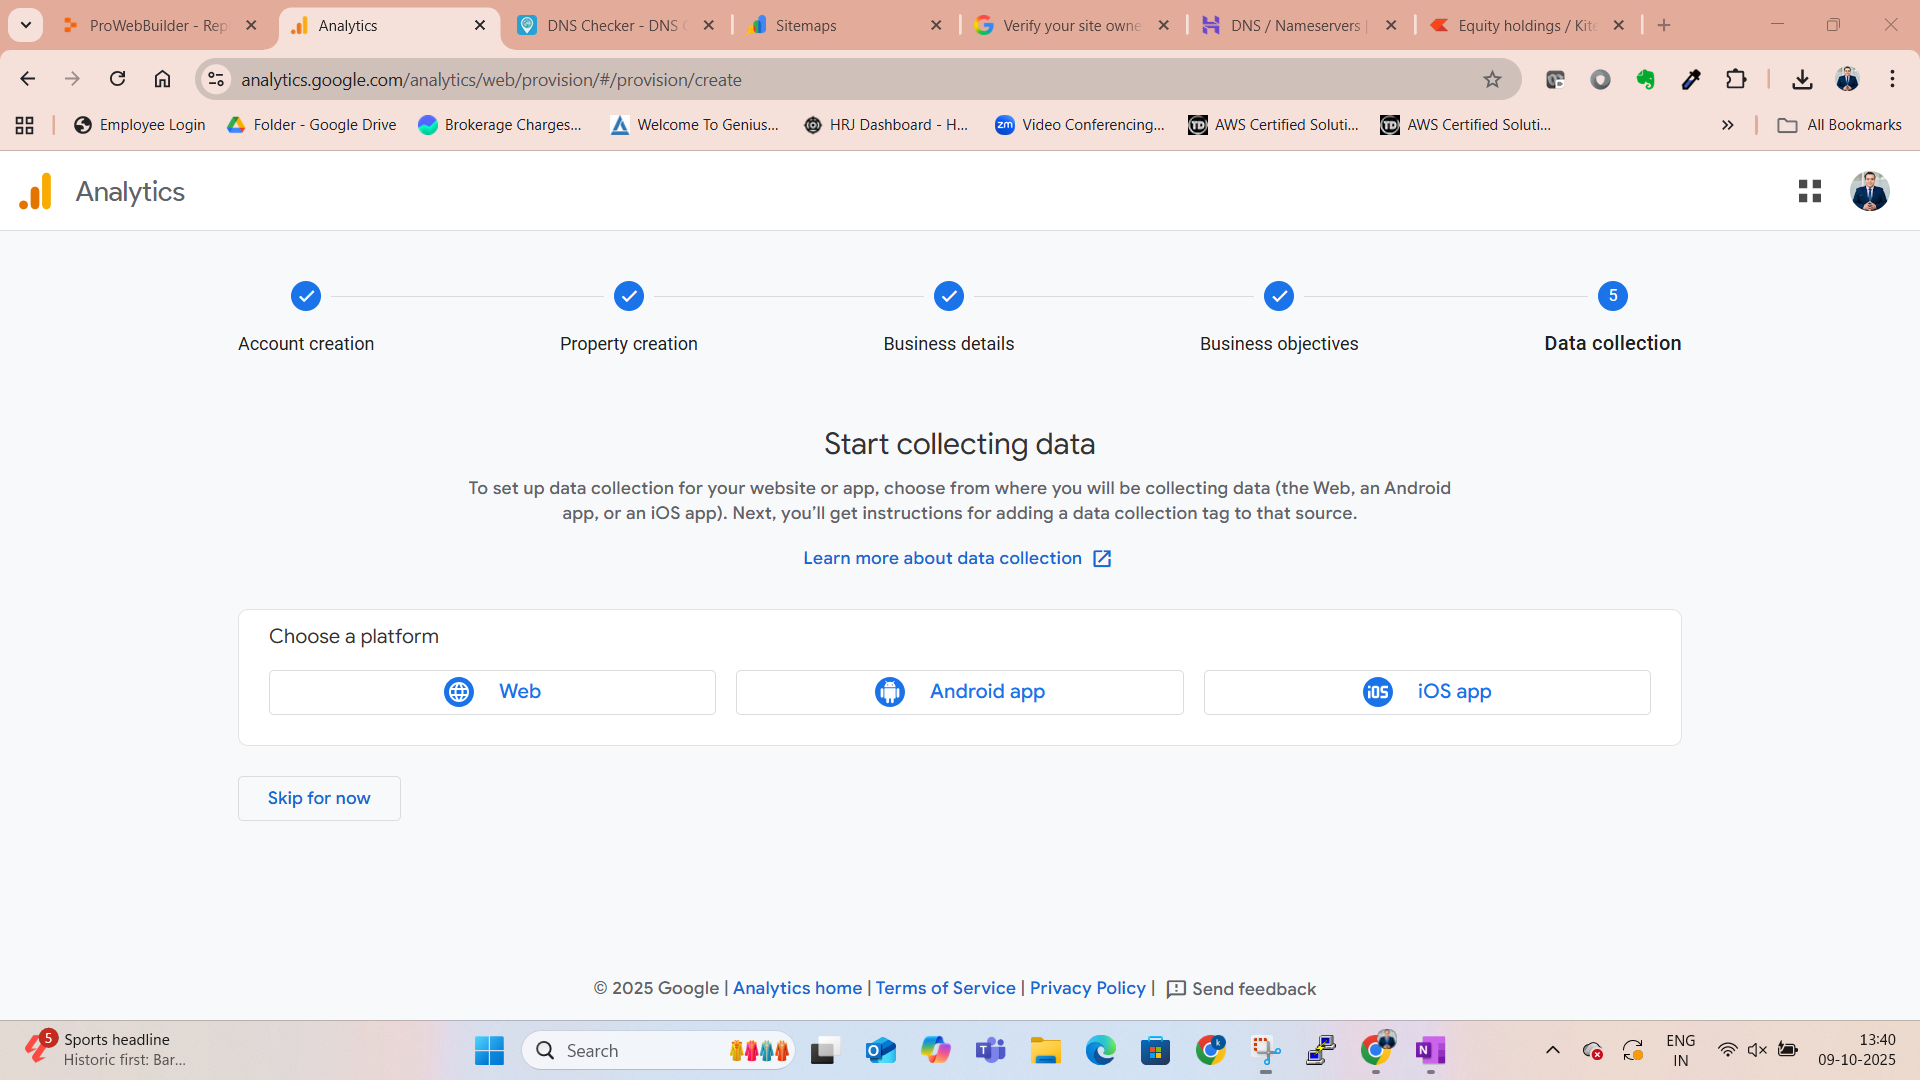 ProWebBuilder - Rep
Analytics
DNS Checker - DNS C
Sitemaps
Verify your site owne
DNS / Nameservers |
Equity holdings / Kite
analytics.google.com/analytics/web/provision/#/provision/create
Employee Login
Folder - Google Drive
Brokerage Charges...
Welcome To Genius...
HRJ Dashboard - H...
zm
Video Conferencing...
TD
AWS Certified Soluti...
TD
AWS Certified Soluti...
All Bookmarks
Analytics
5
Account creation
Property creation
Business details
Business objectives
Data collection
Start collecting data
To set up data collection for your website or app, choose from where you will be collecting data (the Web, an Android
app, or an iOS app). Next, you’ll get instructions for adding a data collection tag to that source.
Learn more about data collection
Choose a platform
Web
Android app
iOS
iOS app
Skip for now
© 2025 Google | Analytics home | Terms of Service | Privacy Policy | Send feedback
5
Sports headline
Historic first: Bar...
Search
k
N
ENG
IN
13:40
09-10-2025